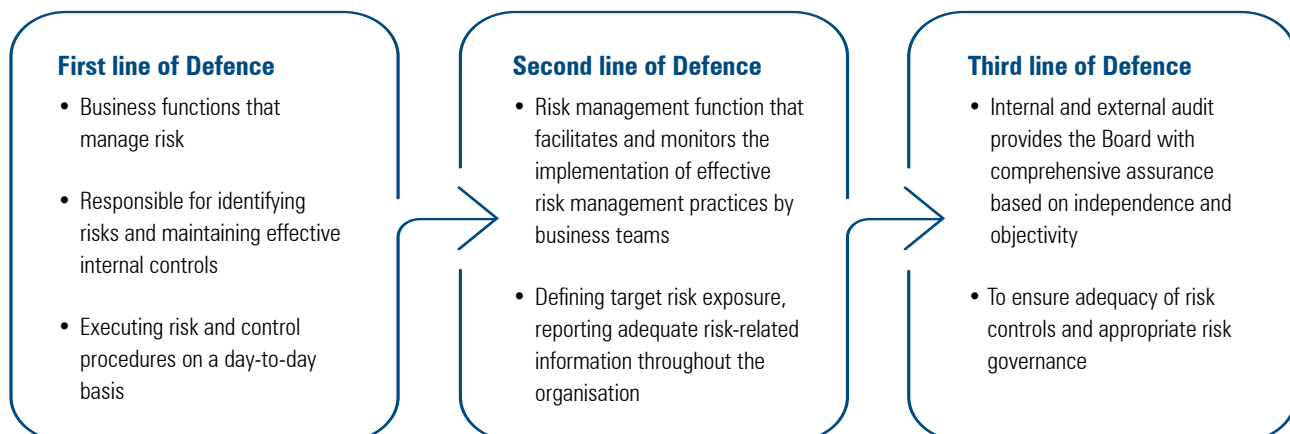 First line of Defence
• Business functions that
manage risk
• Responsible for identifying
risks and maintaining effective
internal controls
• Executing risk and control
procedures on a day-to-day
basis
Second line of Defence
• Risk management function that
facilitates and monitors the
implementation of effective
risk management practices by
business teams
• Defining target risk exposure,
reporting adequate risk-related
information throughout the
organisation
Third line of Defence
• Internal and external audit
provides the Board with
comprehensive assurance
based on independence and
objectivity
• To ensure adequacy of risk
controls and appropriate risk
governance